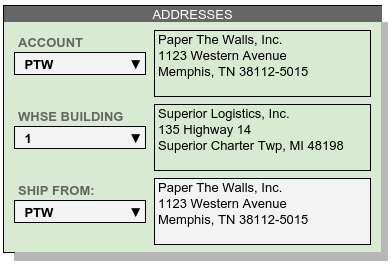 ADDRESSES
ACCOUNT
PTW
Paper The Walls, Inc.
1123 Western Avenue
Memphis, TN 38112-5015
WHSE BUILDING
1
Superior Logistics, Inc.
135 Highway 14
Superior Charter Twp, MI 48198
SHIP FROM:
PTW
Paper The Walls, Inc.
1123 Western Avenue
Memphis, TN 38112-5015